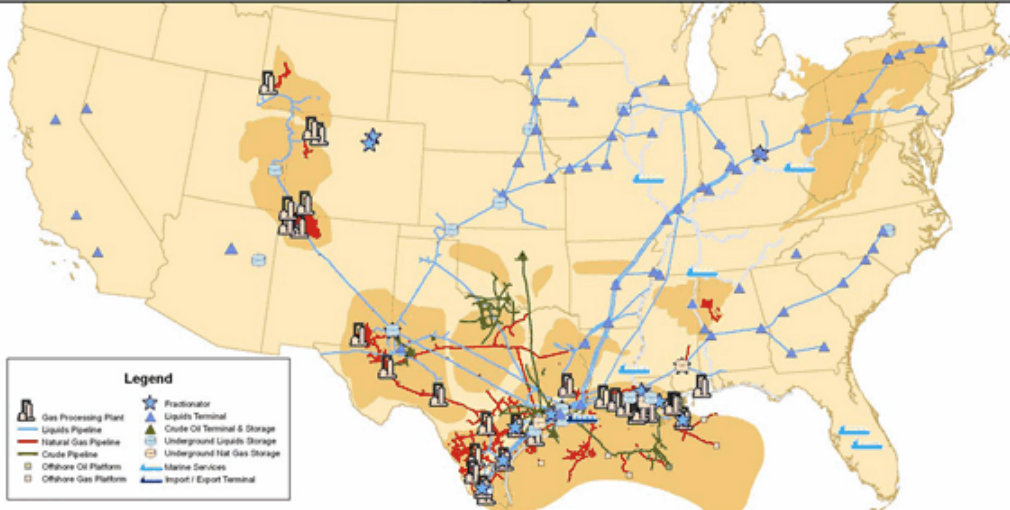 Legend
Gas Processing Plant
Liquids Pipeline
Natural Gas Pipeline
Crude Pipeline
Offshore Oil Platform
Offshore Gas Platform
Fractionator
Liquids Terminal
Crude Oil Terminal & Storage
Underground Liquids Storage
Underground Nat Gas Storage
Marine Services
Import / Export Terminal